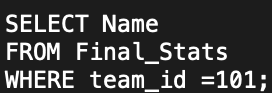 SELECT Name
FROM Final_Stats
WHERE team_id =101;